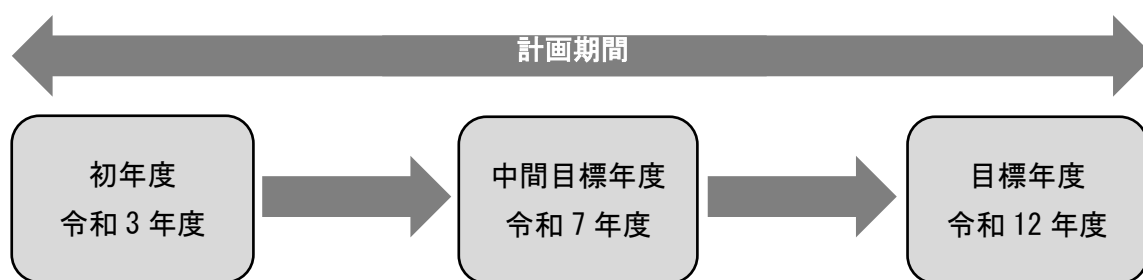 計画期間
初年度
令和 3 年度
中間目標年度
令和 7 年度
目標年度
令和 12 年度